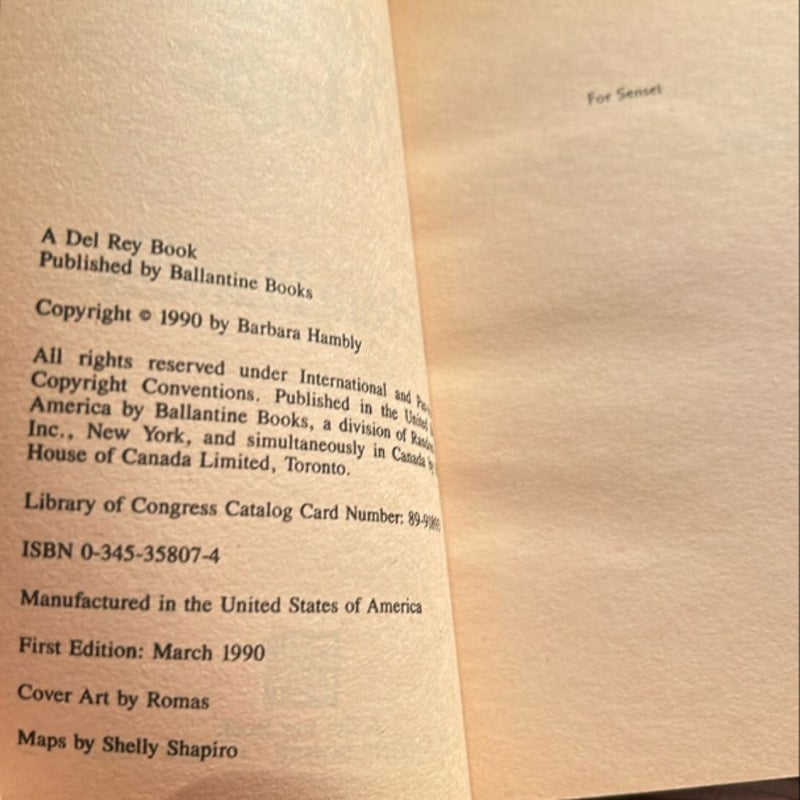 A Del Rey Book
Published by Ballantine Books
Copyright © 1990 by Barbara Hambly
All rights reserved under International and
Copyright Conventions. Published in the United
America by Ballantine Books, a division of
Inc., New York, and simultaneously in Canada
House of Canada Limited, Toronto.
Library of Congress Catalog Card Number:
ISBN 0-345-35807-4
Manufactured in the United States of America
First Edition: March 1990
Cover Art by Romas
Maps by Shelly Shapiro
For Sensei